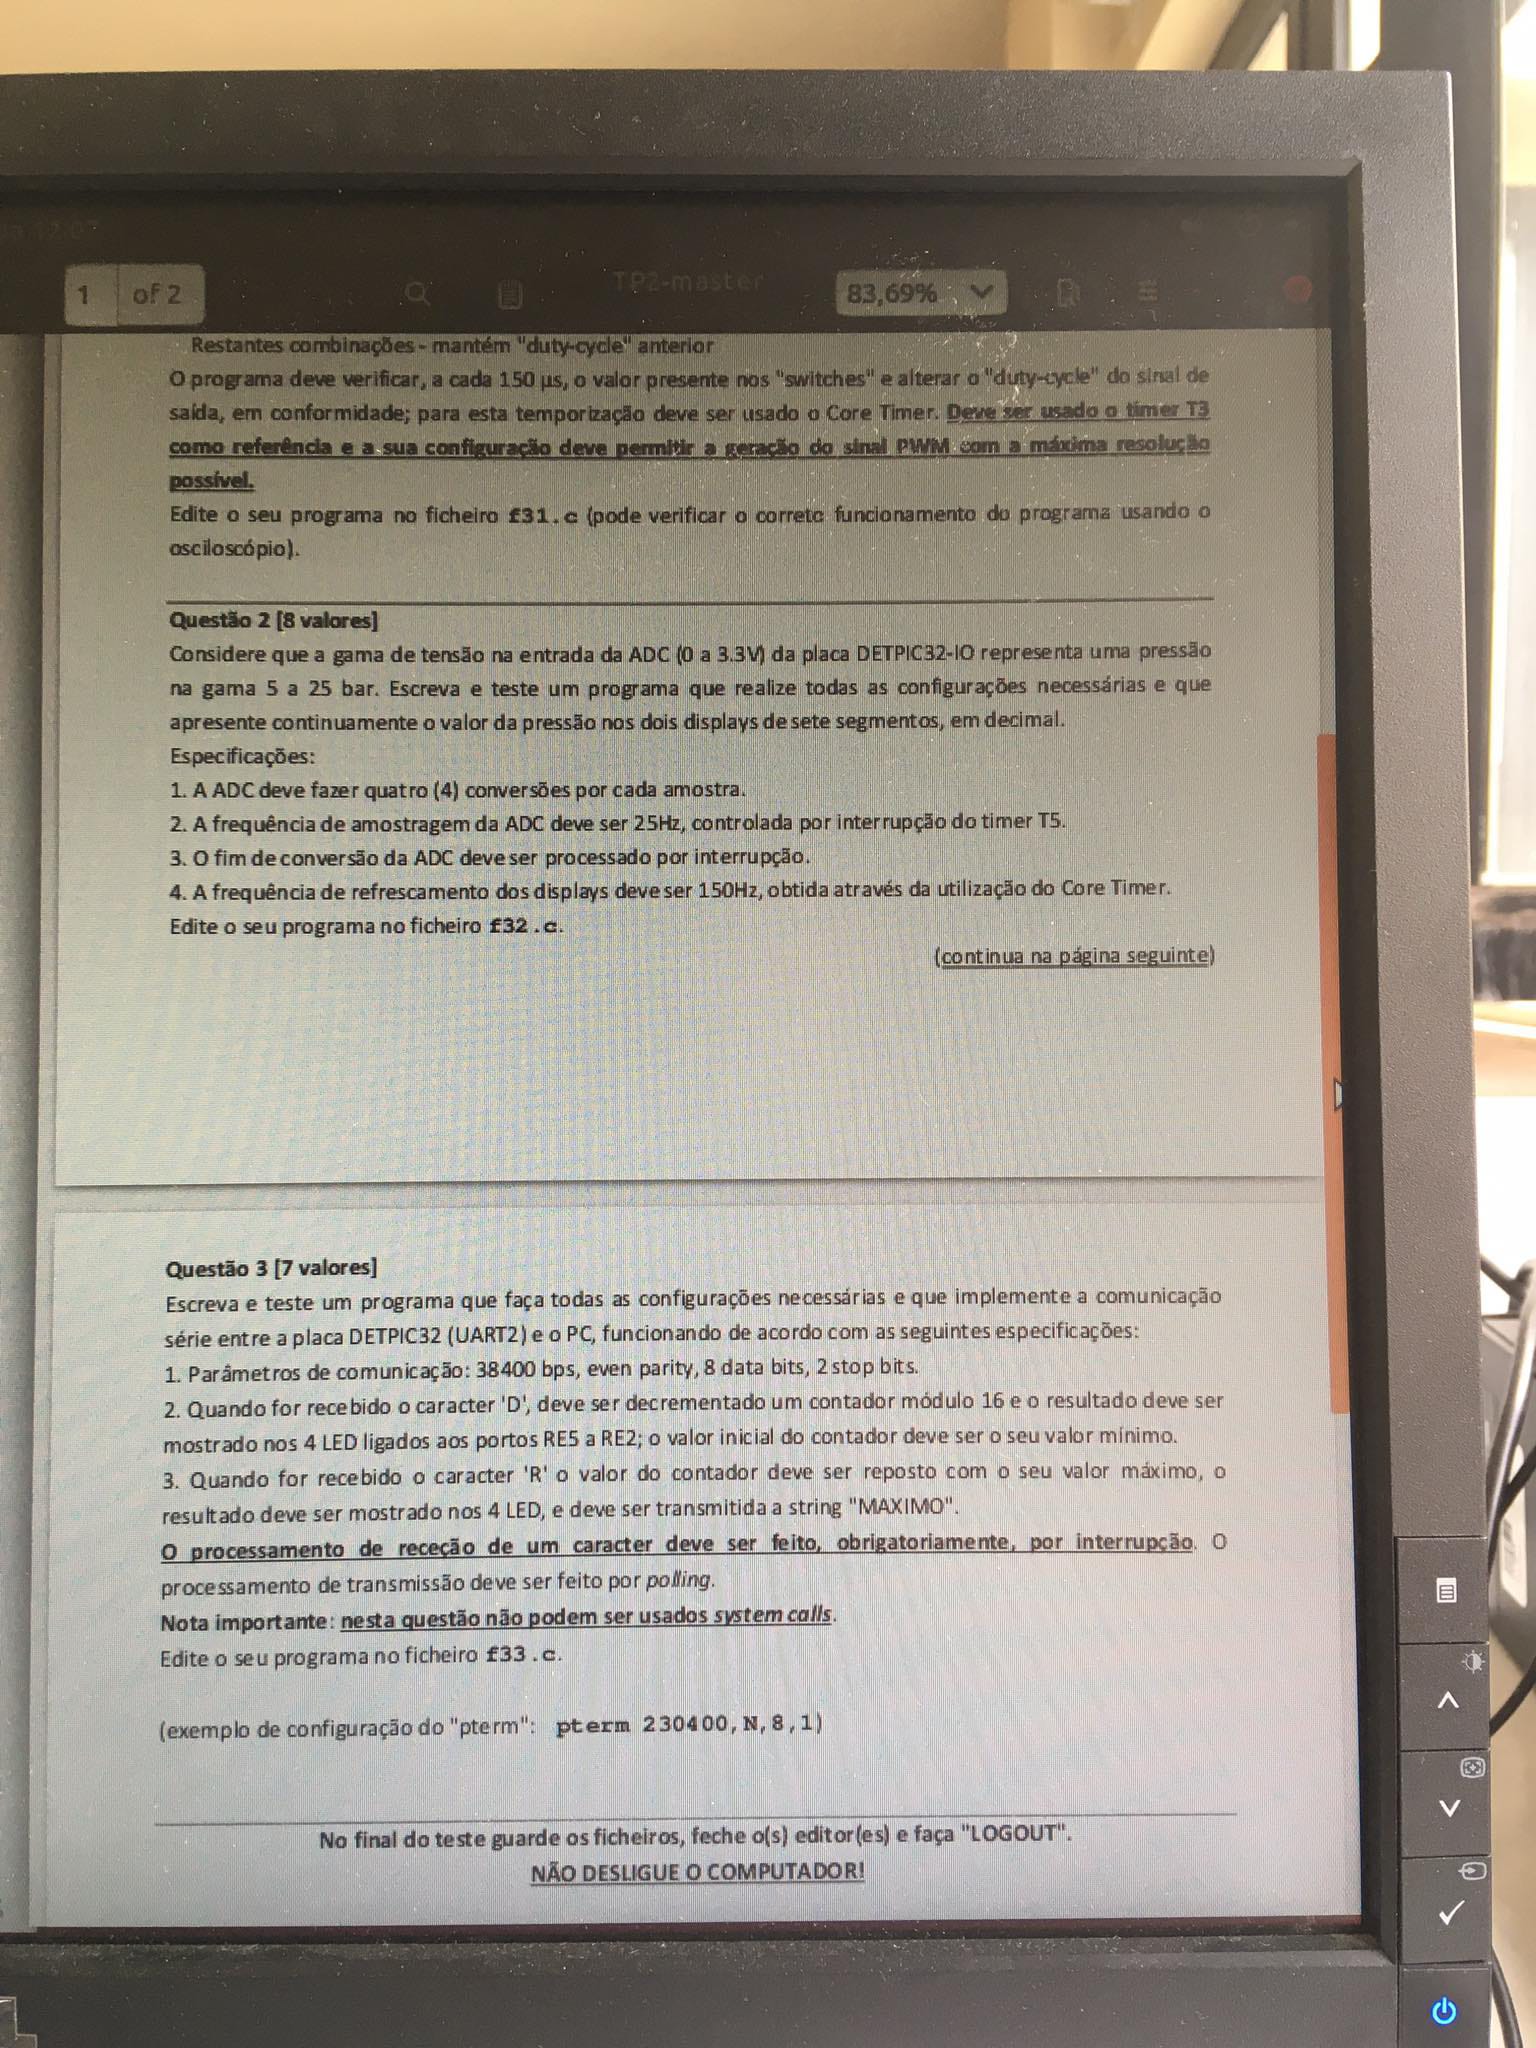 1 of 2
TP2-master
83,69%
Restantes combinações - mantém "duty-cycle" anterior
O programa deve verificar, a cada 150 µs, o valor presente nos "switches" e alterar o "duty-cycle" do sinal de
saída, em conformidade; para esta temporização deve ser usado o Core Timer. Deve ser usado o timer T3
como referência e a sua configuração deve permitir a geração do sinal PWM com a máxima resolução
possível.
Edite o seu programa no ficheiro f31.c (pode verificar o correto funcionamento do programa usando o
osciloscópio).
Questão 2 [8 valores]
Considere que a gama de tensão na entrada da ADC (0 a 3.3V) da placa DETPIC32-IO representa uma pressão
na gama 5 a 25 bar. Escreva e teste um programa que realize todas as configurações necessárias e que
apresente continuamente o valor da pressão nos dois displays de sete segmentos, em decimal.
Especificações:
1. A ADC deve fazer quatro (4) conversões por cada amostra.
2. A frequência de amostragem da ADC deve ser 25Hz, controlada por interrupção do timer T5.
3. O fim de conversão da ADC deve ser processado por interrupção.
4. A frequência de refrescamento dos displays deve ser 150Hz, obtida através da utilização do Core Timer.
Edite o seu programa no ficheiro f32.c.
(continua na página seguinte)
Questão 3 [7 valores]
Escreva e teste um programa que faça todas as configurações necessárias e que implemente a comunicação
série entre a placa DETPIC32 (UART2) e o PC, funcionando de acordo com as seguintes especificações:
1. Parâmetros de comunicação: 38400 bps, even parity, 8 data bits, 2 stop bits.
2. Quando for recebido o caracter 'D', deve ser decrementado um contador módulo 16 e o resultado deve ser
mostrado nos 4 LED ligados aos portos RE5 a RE2; o valor inicial do contador deve ser o seu valor mínimo.
3. Quando for recebido o caracter 'R' o valor do contador deve ser reposto com o seu valor máximo, o
resultado deve ser mostrado nos 4 LED, e deve ser transmitida a string "MAXIMO".
O processamento de receção de um caracter deve ser feito, obrigatoriamente, por interrupção. O
processamento de transmissão deve ser feito por polling.
Nota importante: nesta questão não podem ser usados system calls.
Edite o seu programa no ficheiro f33.c.
(exemplo de configuração do "pterm": pterm 230400,N,8,1)
No final do teste guarde os ficheiros, feche o(s) editor(es) e faça "LOGOUT".
NÃO DESLIGUE O COMPUTADOR!